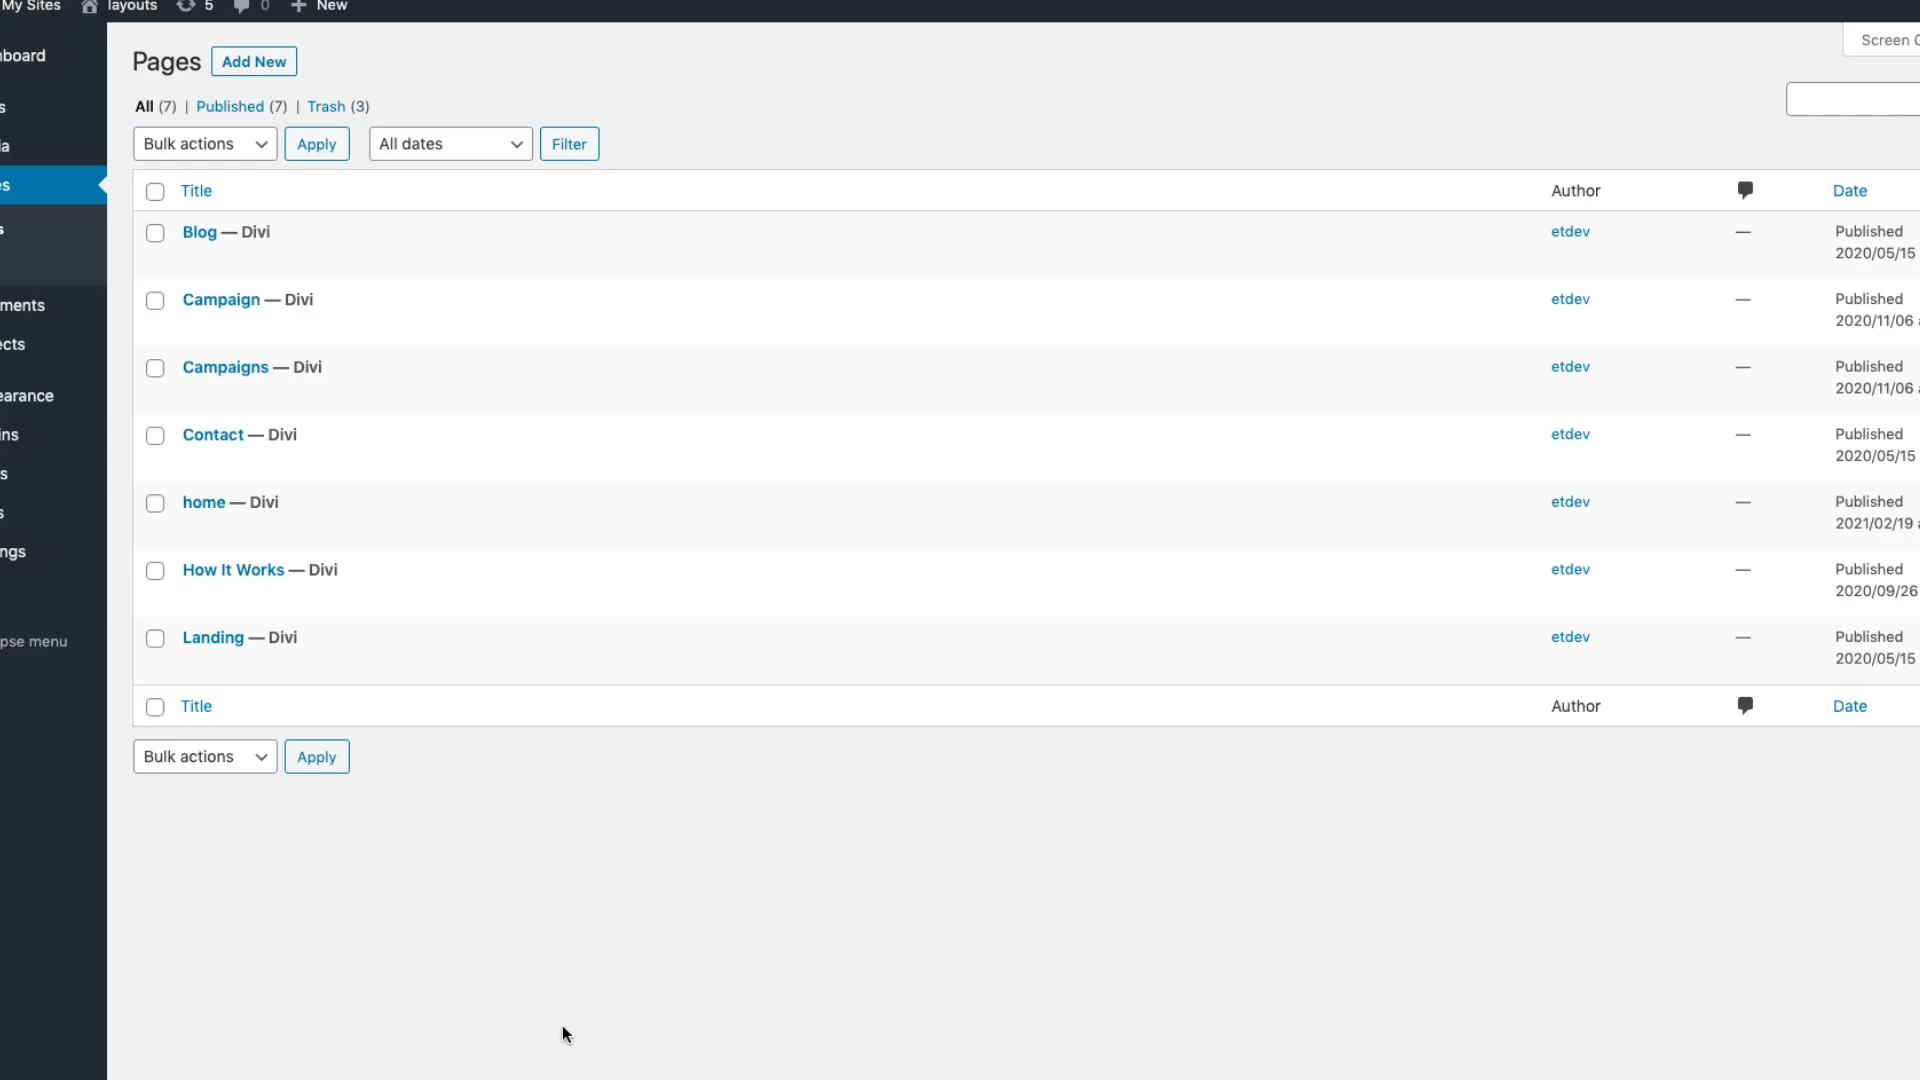 My Sites layouts 5 0 New
Screen
Pages Add New
All (7) | Published (7) | Trash (3)
Bulk actions Apply All dates Filter
Title Author Date
Blog — Divi etdev — Published
2020/05/15
Campaign — Divi etdev — Published
2020/11/06
Campaigns — Divi etdev — Published
2020/11/06
Contact — Divi etdev — Published
2020/05/15
home — Divi etdev — Published
2021/02/19
How It Works — Divi etdev — Published
2020/09/26
Landing — Divi etdev — Published
2020/05/15
Title Author Date
Bulk actions Apply
board
s
ia
es
s
ments
ects
earance
ins
s
s
ngs
pse menu